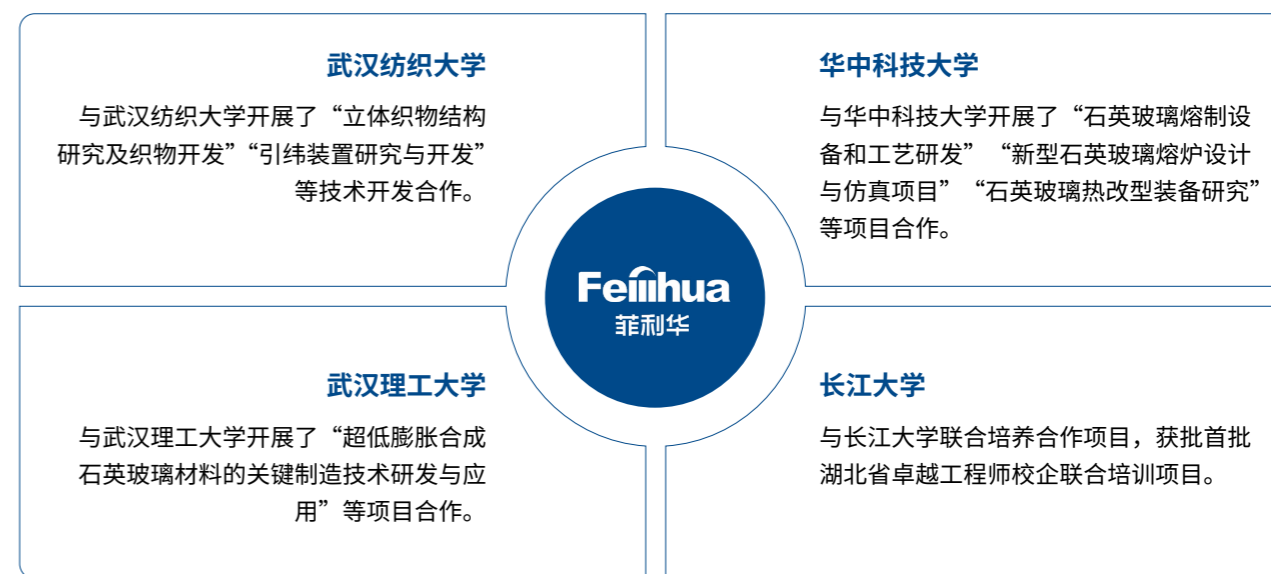 武汉纺织大学
与武汉纺织大学开展了“立体织物结构
研究及织物开发”“引纬装置研究与开发”
等技术开发合作。
华中科技大学
与华中科技大学开展了“石英玻璃熔制设
备和工艺研发” “新型石英玻璃熔炉设计
与仿真项目” “石英玻璃热改型装备研究”
等项目合作。
Feilihua
菲利华
武汉理工大学
与武汉理工大学开展了“超低膨胀合成
石英玻璃材料的关键制造技术研发与应
用”等项目合作。
长江大学
与长江大学联合培养合作项目，获批首批
湖北省卓越工程师校企联合培训项目。